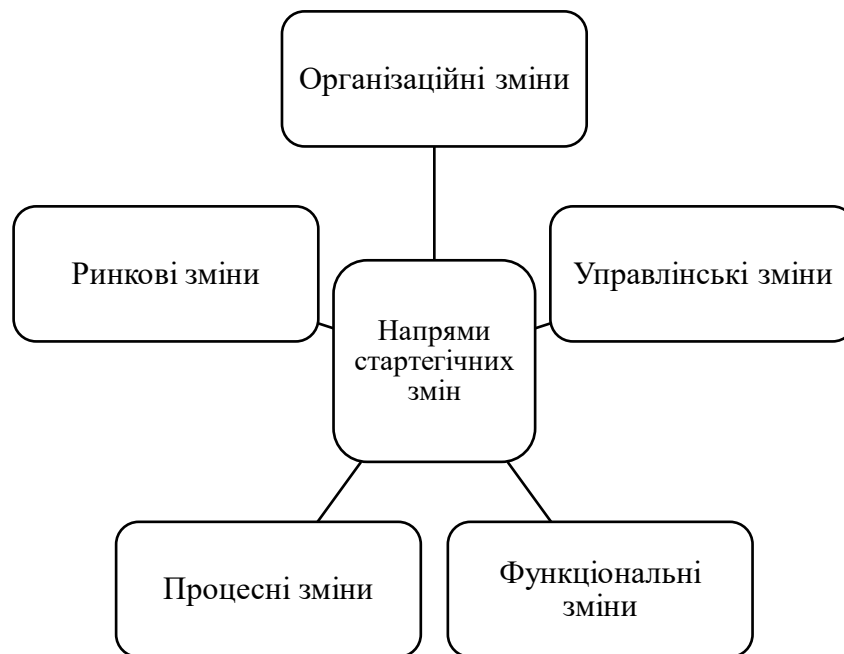 Організаційні зміни
Ринкові зміни
Управлінські зміни
Напрями
стартегічних
змін
Процесні зміни
Функціональні
зміни